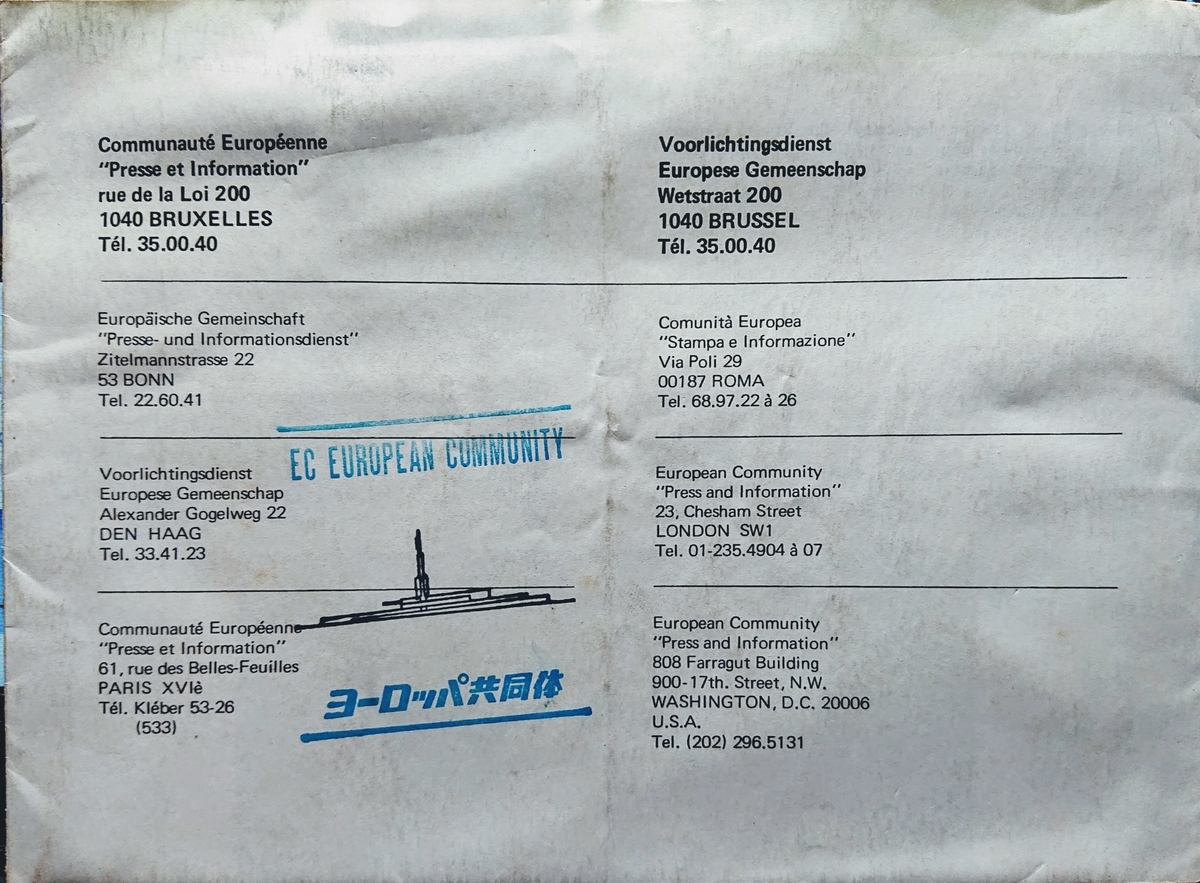 Communauté Européenne
"Presse et Information"
rue de la Loi 200
1040 BRUXELLES
Tél. 35.00.40
Voorlichtingsdienst
Europese Gemeenschap
Wetstraat 200
1040 BRUSSEL
Tél. 35.00.40
Europäische Gemeinschaft
"Presse- und Informationsdienst"
Zitelmannstrasse 22
53 BONN
Tel. 22.60.41
Comunità Europea
"Stampa e Informazione"
Via Poli 29
00187 ROMA
Tel. 68.97.22 à 26
EC EUROPEAN COMMUNITY
Voorlichtingsdienst
Europese Gemeenschap
Alexander Gogelweg 22
DEN HAAG
Tel. 33.41.23
European Community
"Press and Information"
23, Chesham Street
LONDON SW1
Tel. 01-235.4904 à 07
Communauté Européenne
"Presse et Information"
61, rue des Belles-Feuilles
PARIS XVIè
Tél. Kléber 53-26
(533)
ヨーロッパ共同体
European Community
"Press and Information"
808 Farragut Building
900-17th. Street, N.W.
WASHINGTON, D.C. 20006
U.S.A.
Tel. (202) 296.5131